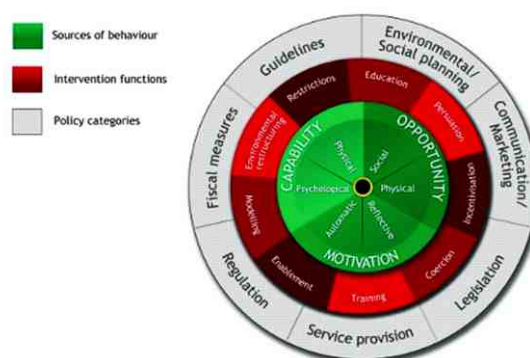 Sources of behaviour
Intervention functions
Policy categories
Guidelines
Environmental/
Social planning
Communication/
Marketing
Legislation
Service provision
Regulation
Fiscal measures
Restrictions
Education
Persuation
Incentivisation
Coercion
Training
Enablement
Modelling
Environmental
restructuring
CAPABILITY
OPPORTUNITY
MOTIVATION
Physical
Social
Psychological
Physical
Automatic
Reflective